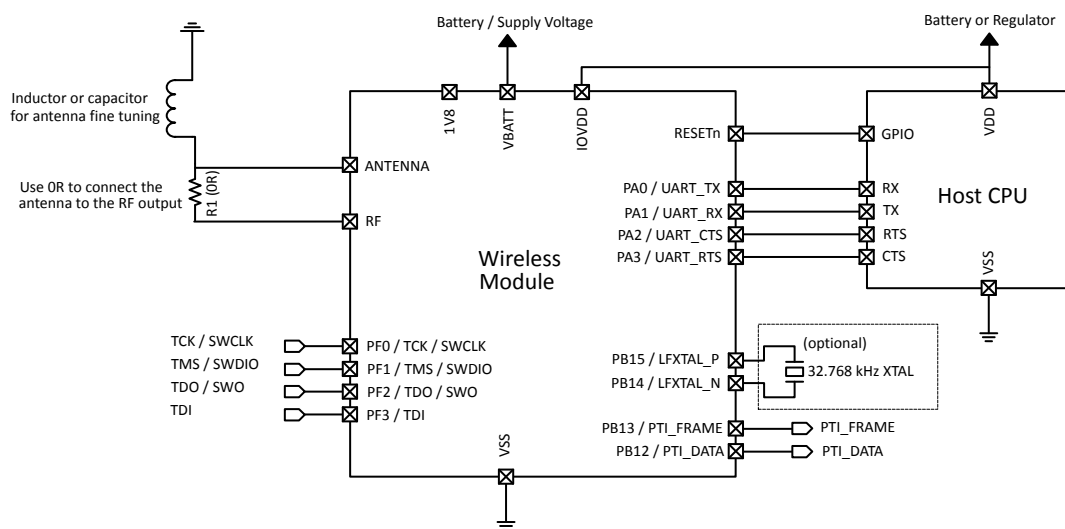 Battery / Supply Voltage
Battery or Regulator
Inductor or capacitor
for antenna fine tuning
1V8
VBATT
IOVDD
VDD
RESETn
GPIO
ANTENNA
Use 0R to connect the
antenna to the RF output
R1 (0R)
RF
PA0 / UART_TX
RX
PA1 / UART_RX
TX
PA2 / UART_CTS
RTS
PA3 / UART_RTS
CTS
Host CPU
VSS
Wireless
Module
TCK / SWCLK
PF0 / TCK / SWCLK
TMS / SWDIO
PF1 / TMS / SWDIO
TDO / SWO
PF2 / TDO / SWO
TDI
PF3 / TDI
(optional)
PB15 / LFXTAL_P
32.768 kHz XTAL
PB14 / LFXTAL_N
PB13 / PTI_FRAME
PTI_FRAME
PB12 / PTI_DATA
PTI_DATA
VSS